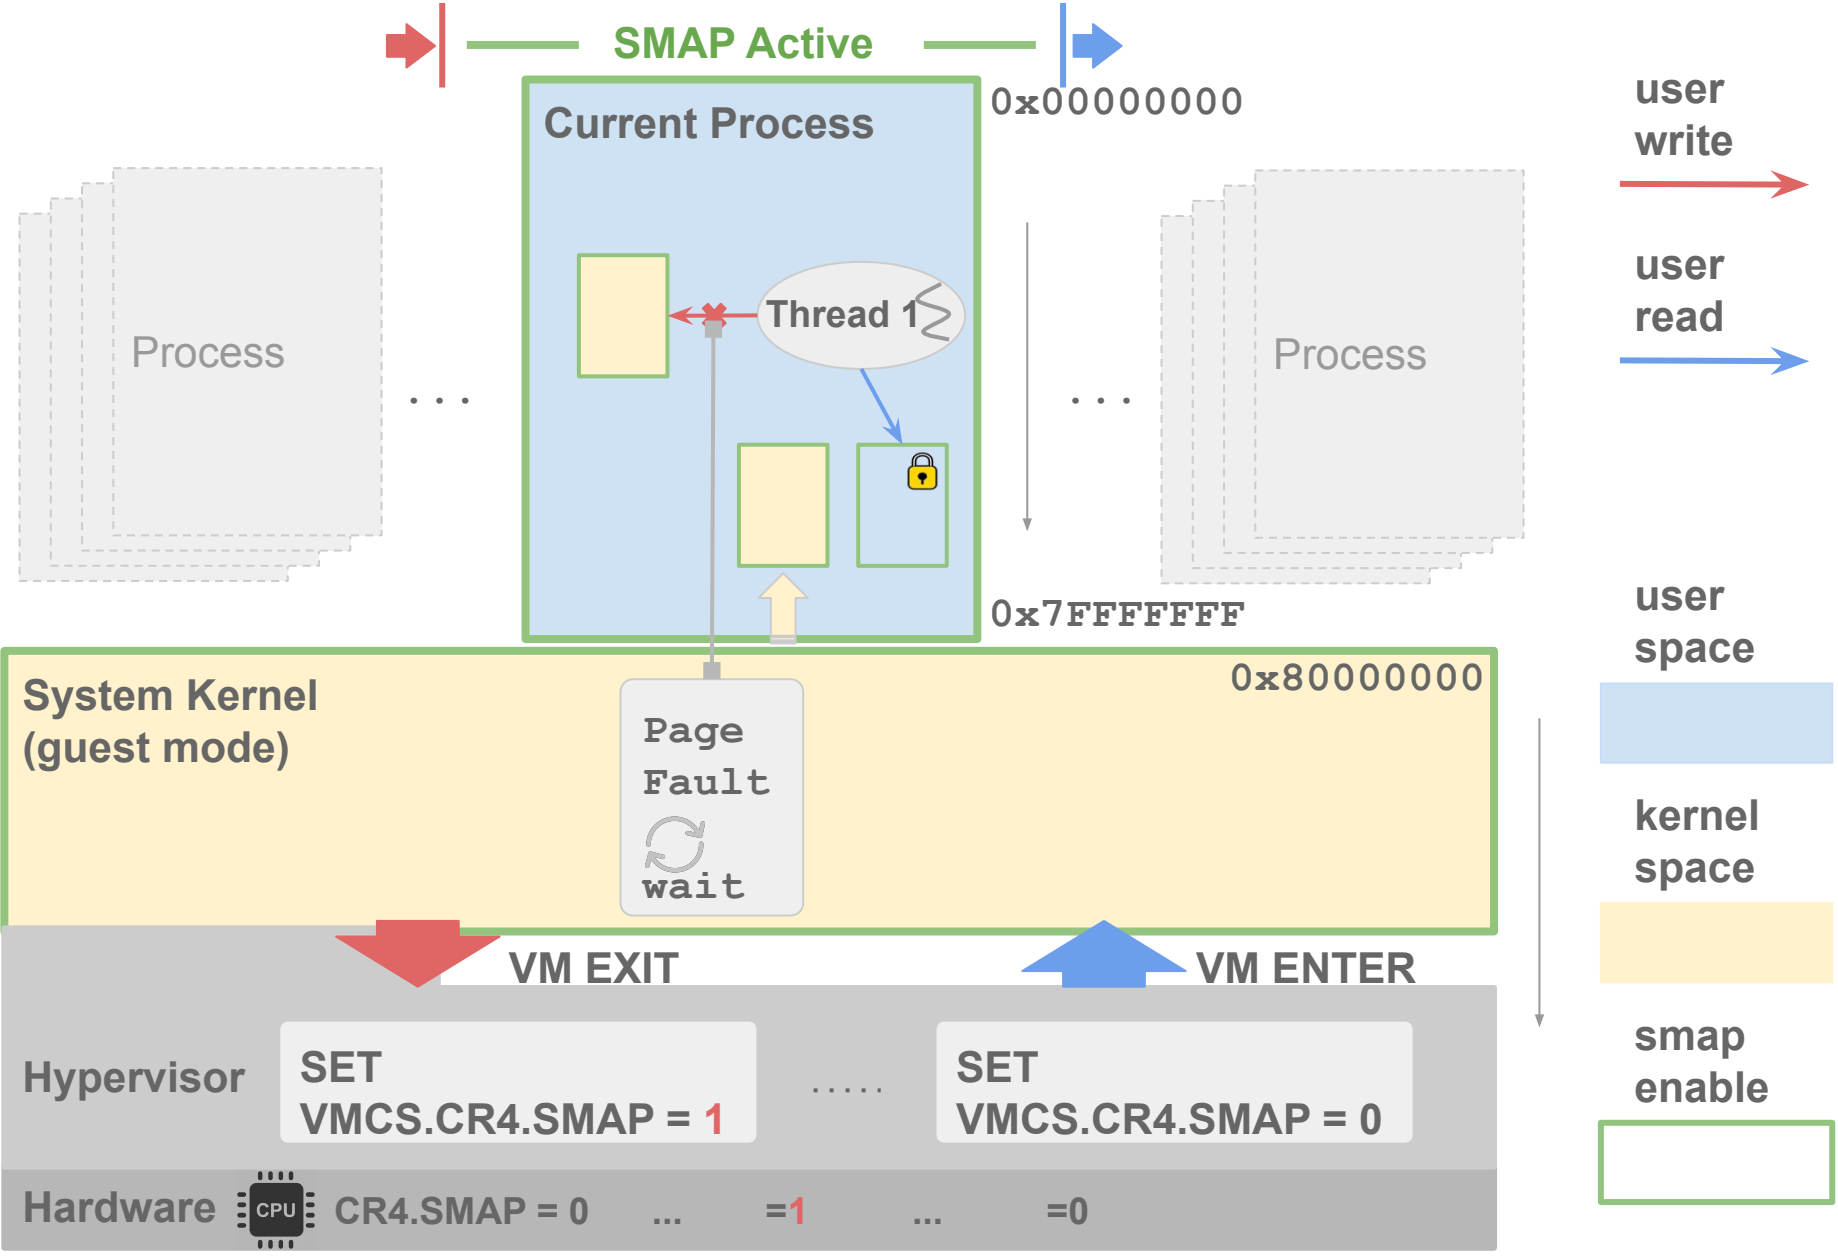 SMAP Active
Current Process
0x00000000
user
write
user
read
Process
Thread 1
Process
. . .
. . .
0x7FFFFFFF
user
space
System Kernel
(guest mode)
0x80000000
Page
Fault
wait
kernel
space
VM EXIT
VM ENTER
Hypervisor
SET
VMCS.CR4.SMAP = 1
.....
SET
VMCS.CR4.SMAP = 0
smap
enable
Hardware
CPU
CR4.SMAP = 0 ... =1 ... =0